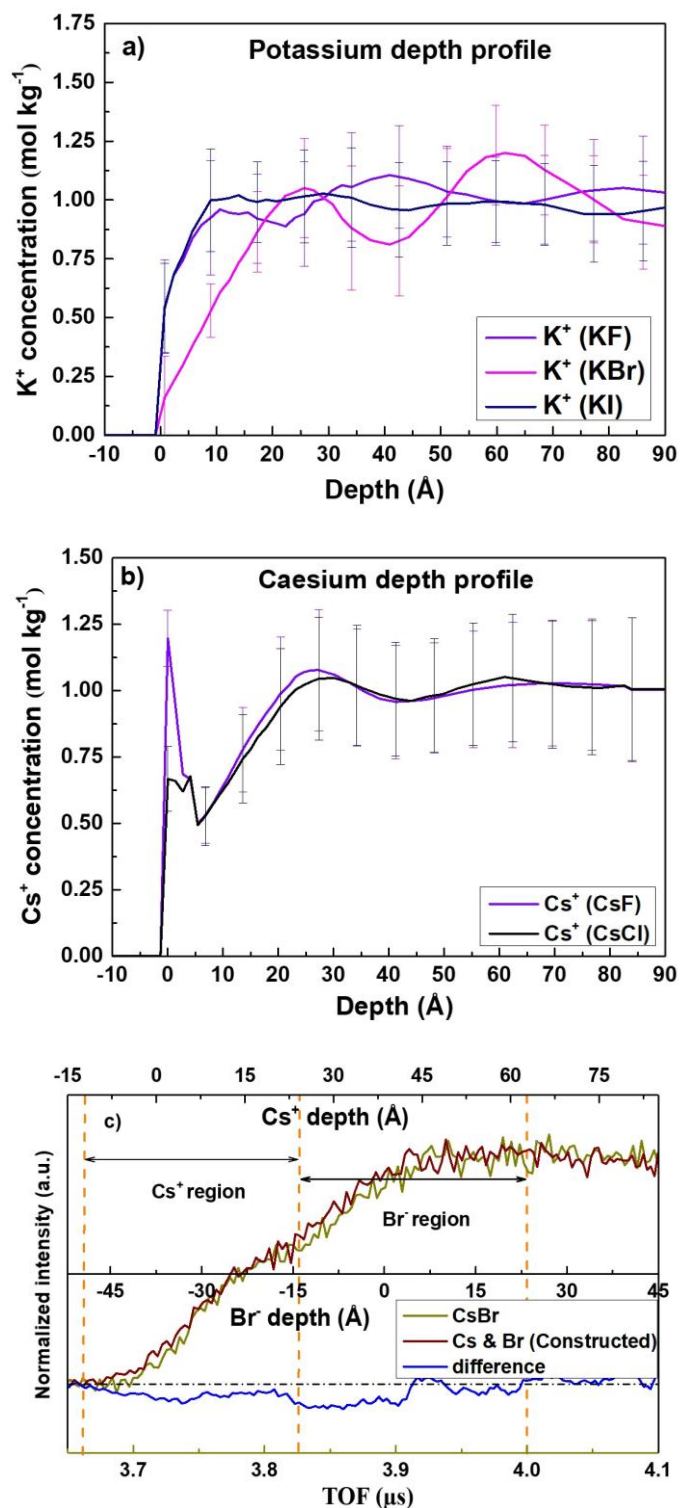 a)
Potassium depth profile
1.75
1.50
1.25
1.00
0.75
0.50
0.25
0.00
K⁺ concentration (mol kg⁻¹)
K⁺ (KF)
K⁺ (KBr)
K⁺ (KI)
-10 0 10 20 30 40 50 60 70 80 90
Depth (Å)
b)
Caesium depth profile
1.50
1.25
1.00
0.75
0.50
0.25
0.00
Cs⁺ concentration (mol kg⁻¹)
Cs⁺ (CsF)
Cs⁺ (CsCl)
-10 0 10 20 30 40 50 60 70 80 90
Depth (Å)
-15 0 15 30 45 60 75
c)
Cs⁺ depth (Å)
Cs⁺ region
Br⁻ region
Normalized intensity (a.u.)
-45 -30 -15 0 15 30 45
Br⁻ depth (Å)
CsBr
Cs & Br (Constructed)
difference
3.7 3.8 3.9 4.0 4.1
TOF (µs)